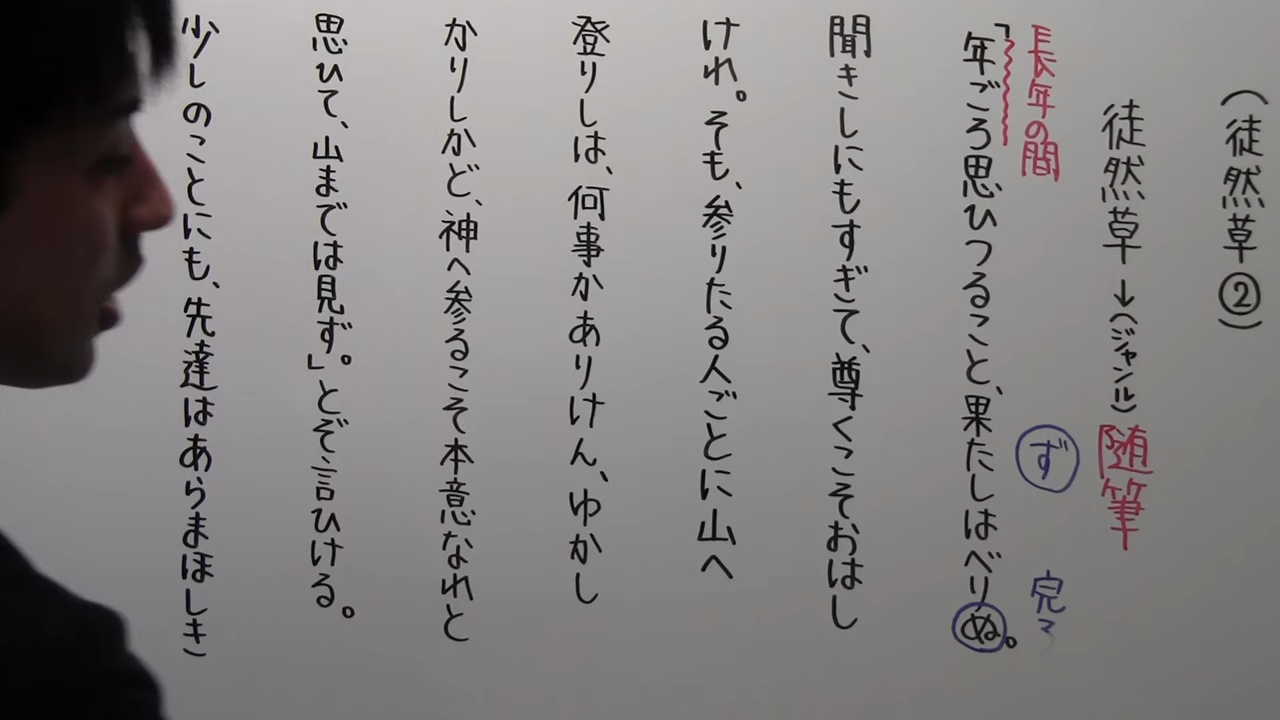 (徒然草②)
徒然草→(ジャンル)随筆
長年の間
ず 完了
「年ごろ思ひつること、果たしはべりぬ。
聞きしにもすぎて、尊くこそおはし
けれ。そも、参りたる人ごとに山へ
登りしは、何事かありけん、ゆかし
かりしかど、神へ参るこそ本意なれと
思ひて、山までは見ず。」とぞ言ひける。
少しのことにも、先達はあらまほしき